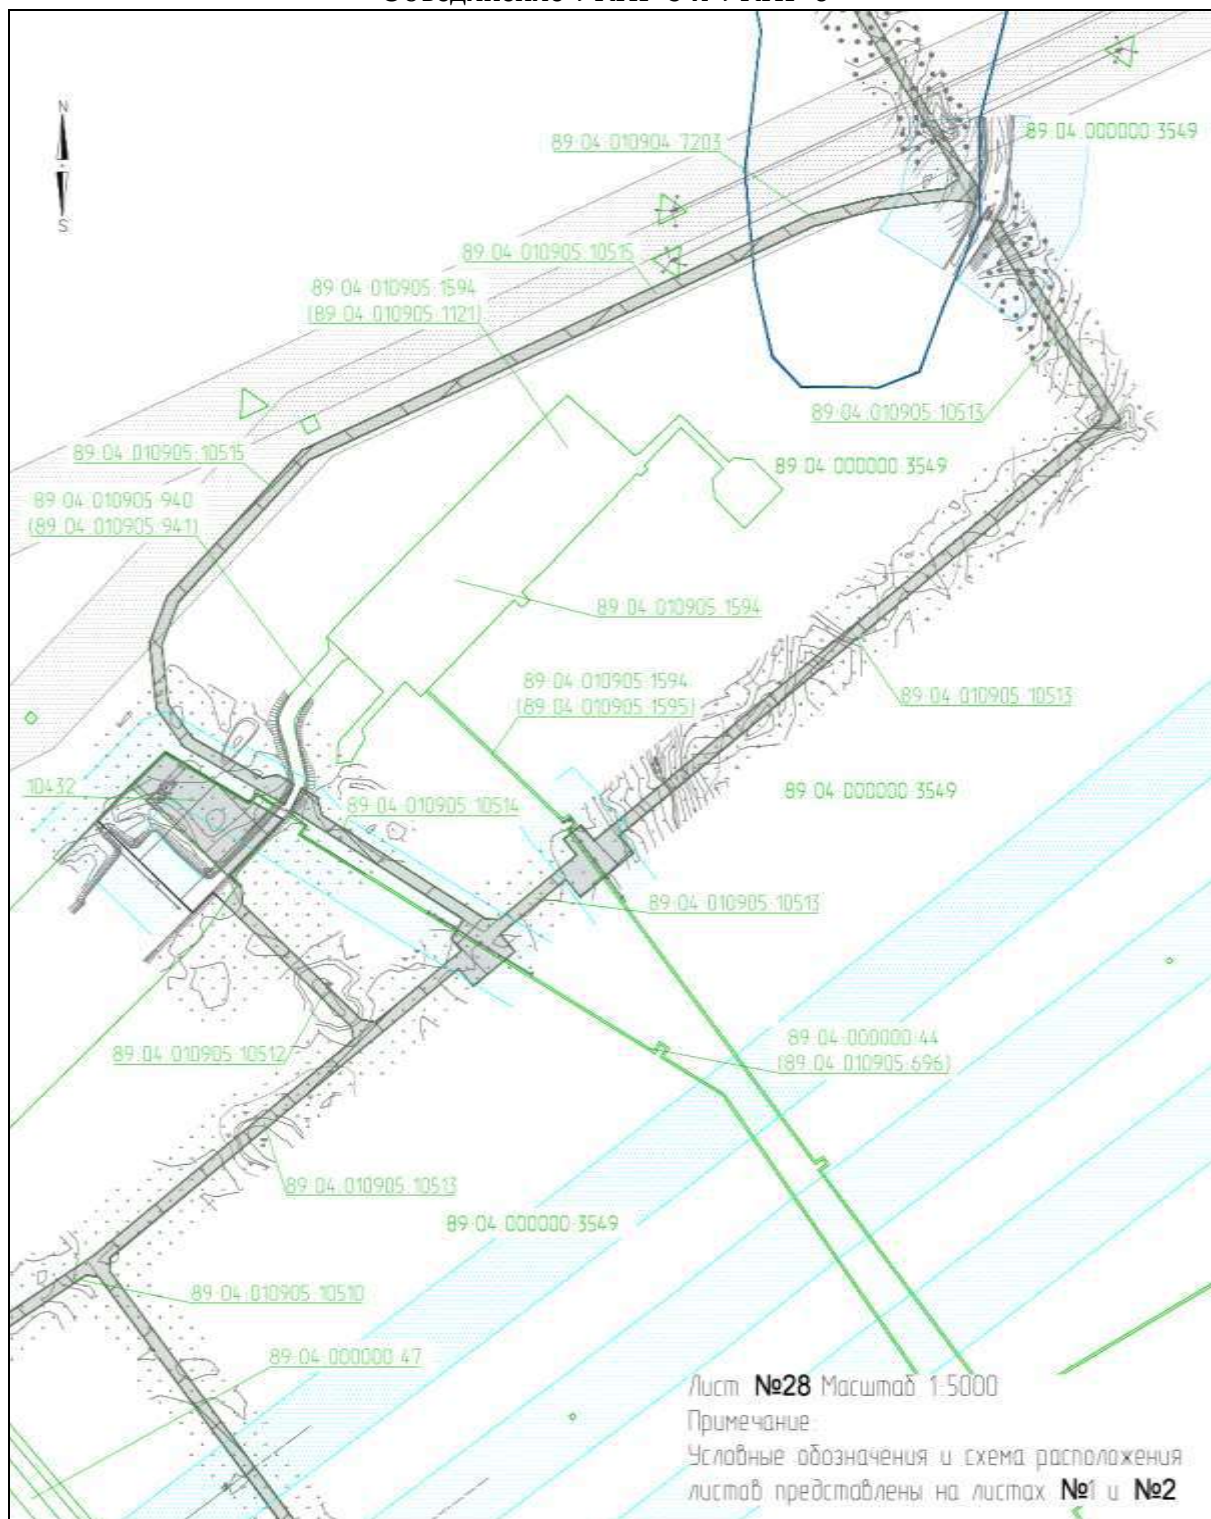 N
S
89 04 000000 3549
89 04 010904 7203
89 04 010905 10515
89 04 010905 1594
(89 04 010905 1121)
89 04 010905 10513
89 04 010905 10515
89 04 000000 3549
89 04 010905 940
(89 04 010905 941)
89 04 010905 1594
89 04 010905 1594
(89 04 010905 1595)
89 04 010905 10513
10432
89 04 000000 3549
89 04 010905 10514
89 04 010905 10513
89 04 000000 44
(89 04 010905 696)
89 04 010905 10512
89 04 010905 10513
89 04 000000 3549
89 04 010905 10510
89 04 000000 47
Лист №28 Масштаб 1:5000
Примечание:
Условные обозначения и схема расположения
листов представлены на листах №1 и №2